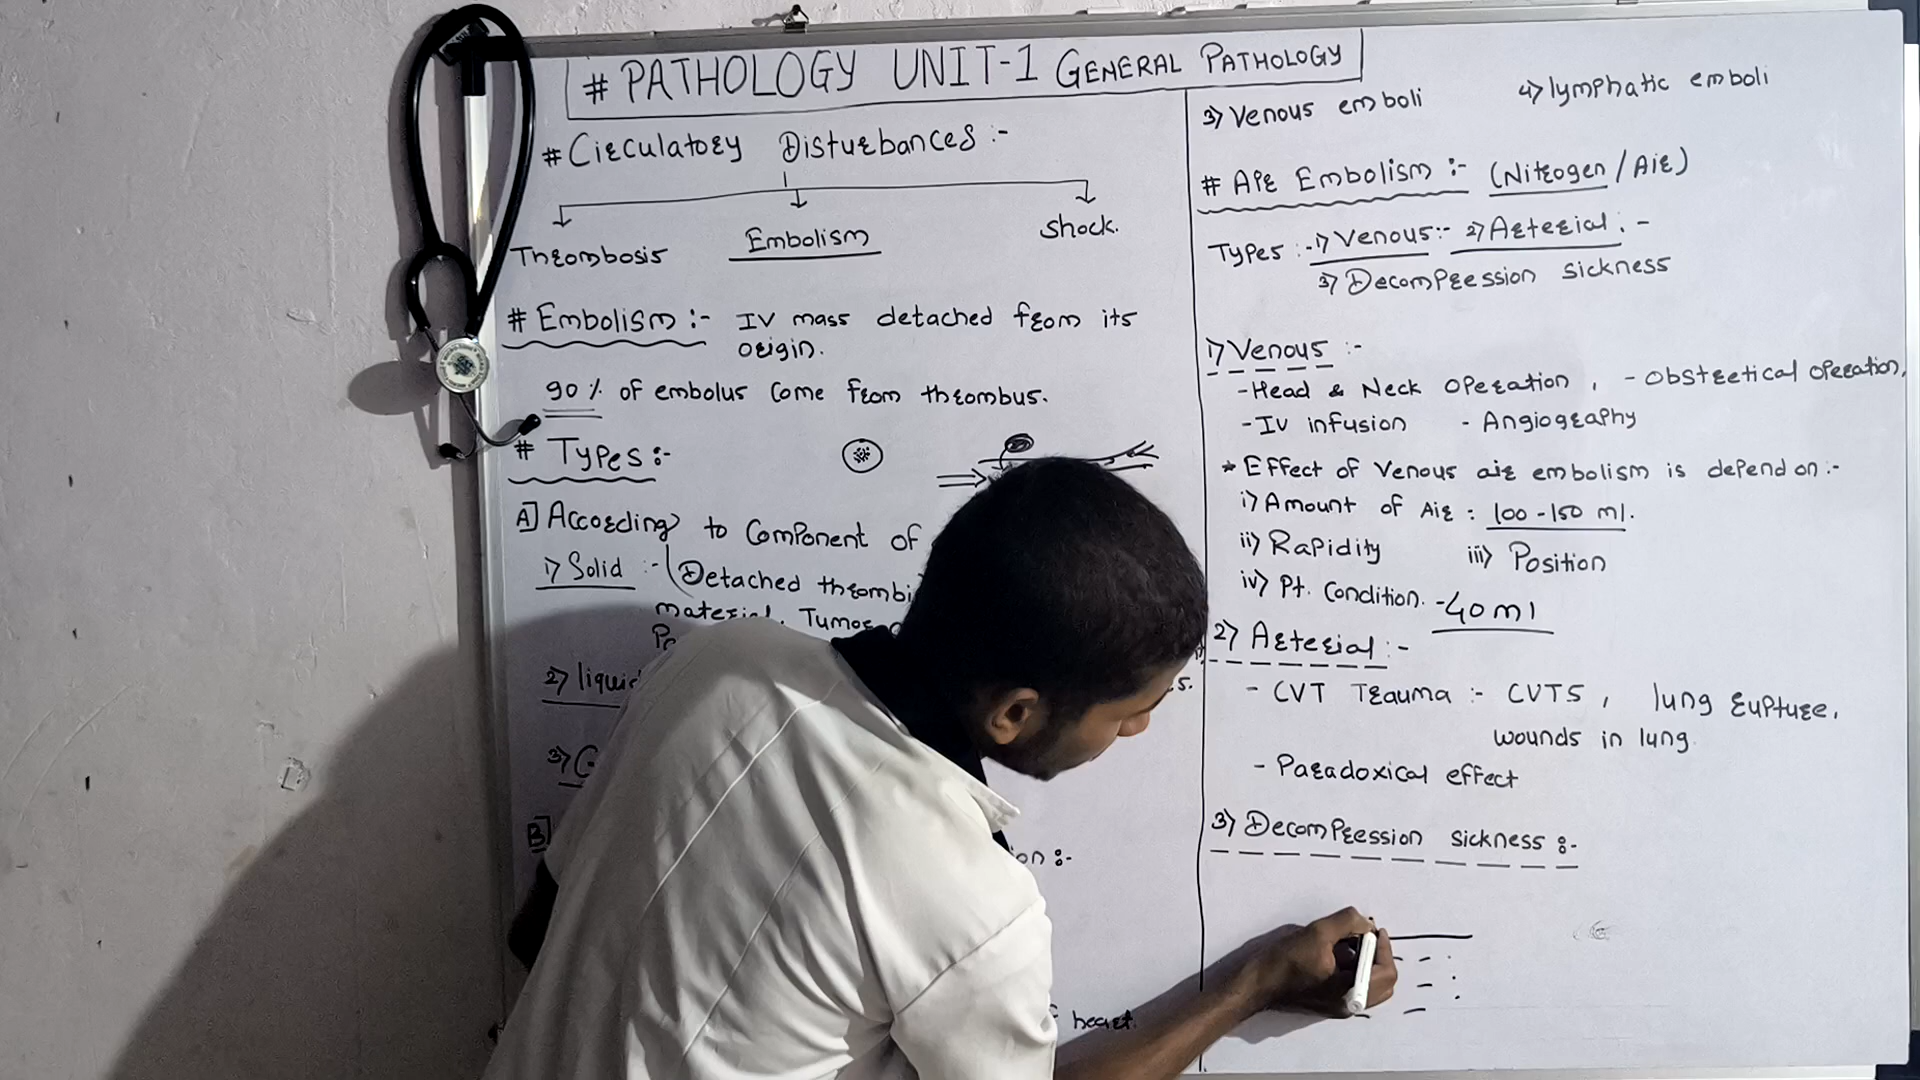 # PATHOLOGY UNIT-1 GENERAL PATHOLOGY
# Circulatory Disturbances :-
Thrombosis Embolism Shock.
# Embolism :- IV mass detached from its
origin.
90 % of embolus come from thrombus.
# Types :-
A] According to component of
1) Solid :- (Detached thrombi
material, Tumor
2) liquid
3)
B]
:-
heart.
3) Venous emboli 4) lymphatic emboli
# Air Embolism :- (Nitrogen / Air)
Types :- 1) Venous :- 2) Arterial :-
3) Decompression sickness
1) Venous :-
- Head & Neck operation , - Obstretical operation,
- IV infusion - Angiography
* Effect of Venous air embolism is depend on :-
i) Amount of Air : 100 -150 ml.
ii) Rapidity iii) Position
iv) Pt. Condition. - 40 ml
2) Arterial :-
- CVT Trauma :- CVTS , lung rupture,
wounds in lung
- Paradoxical effect
3) Decompression sickness :-